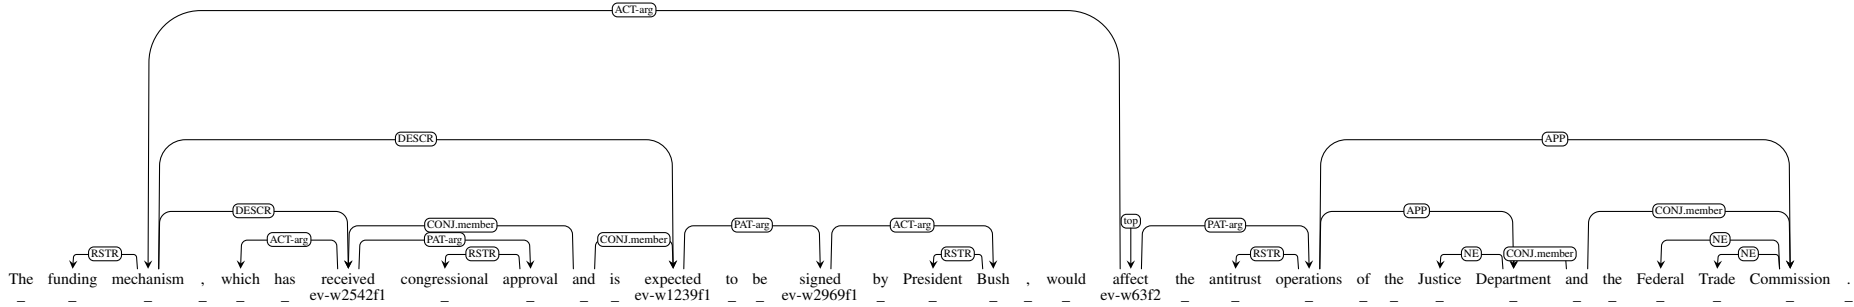 ACT-arg
DESCR APP
DESCR CONJ.member PAT-arg ACT-arg top PAT-arg APP CONJ.member
RSTR ACT-arg PAT-arg RSTR CONJ.member RSTR RSTR NE CONJ.member NE NE
The funding mechanism , which has received congressional approval and is expected to be signed by President Bush , would affect the antitrust operations of the Justice Department and the Federal Trade Commission .
_ _ _ _ _ _ ev-w2542f1 _ _ _ _ ev-w1239f1 _ _ ev-w2969f1 _ _ _ _ _ ev-w63f2 _ _ _ _ _ _ _ _ _ _ _ _ _